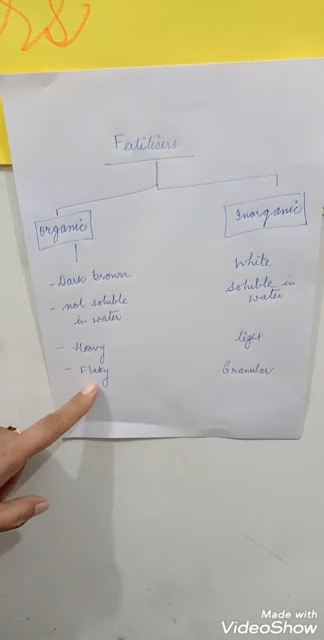 Fertilisers
Organic
Inorganic
- Dark brown
- not soluble
in water
- Heavy
- Flaky
White
Soluble in
water
light
Granular
Made with
VideoShow